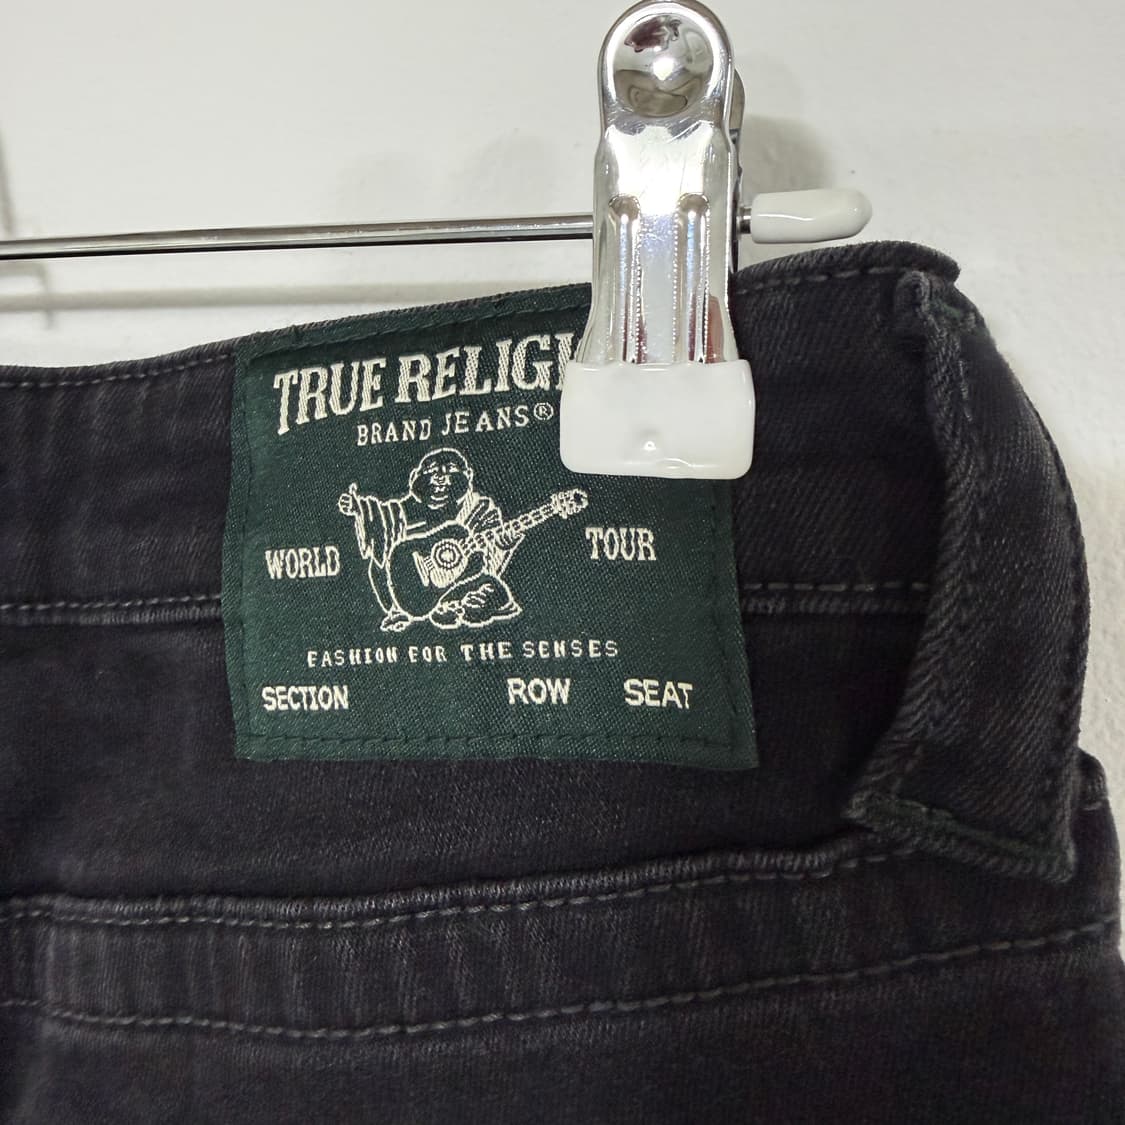 TRUE RELIGI
BRAND JEANS®
WORLD TOUR
FASHION FOR THE SENSES
SECTION ROW SEAT